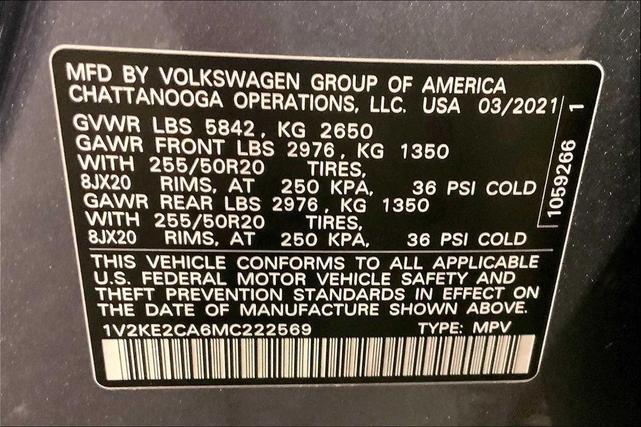 MFD BY VOLKSWAGEN GROUP OF AMERICA
CHATTANOOGA OPERATIONS, LLC. USA 03/2021
GVWR LBS 5842, KG 2650
GAWR FRONT LBS 2976, KG 1350
WITH 255/50R20 TIRES,
8JX20 RIMS, AT 250 KPA, 36 PSI COLD
GAWR REAR LBS 2976, KG 1350
WITH 255/50R20 TIRES,
8JX20 RIMS, AT 250 KPA, 36 PSI COLD
1059266 1
THIS VEHICLE CONFORMS TO ALL APPLICABLE
U.S. FEDERAL MOTOR VEHICLE SAFETY AND
THEFT PREVENTION STANDARDS IN EFFECT ON
THE DATE OF MANUFACTURE SHOWN ABOVE.
1V2KE2CA6MC222569 TYPE: MPV